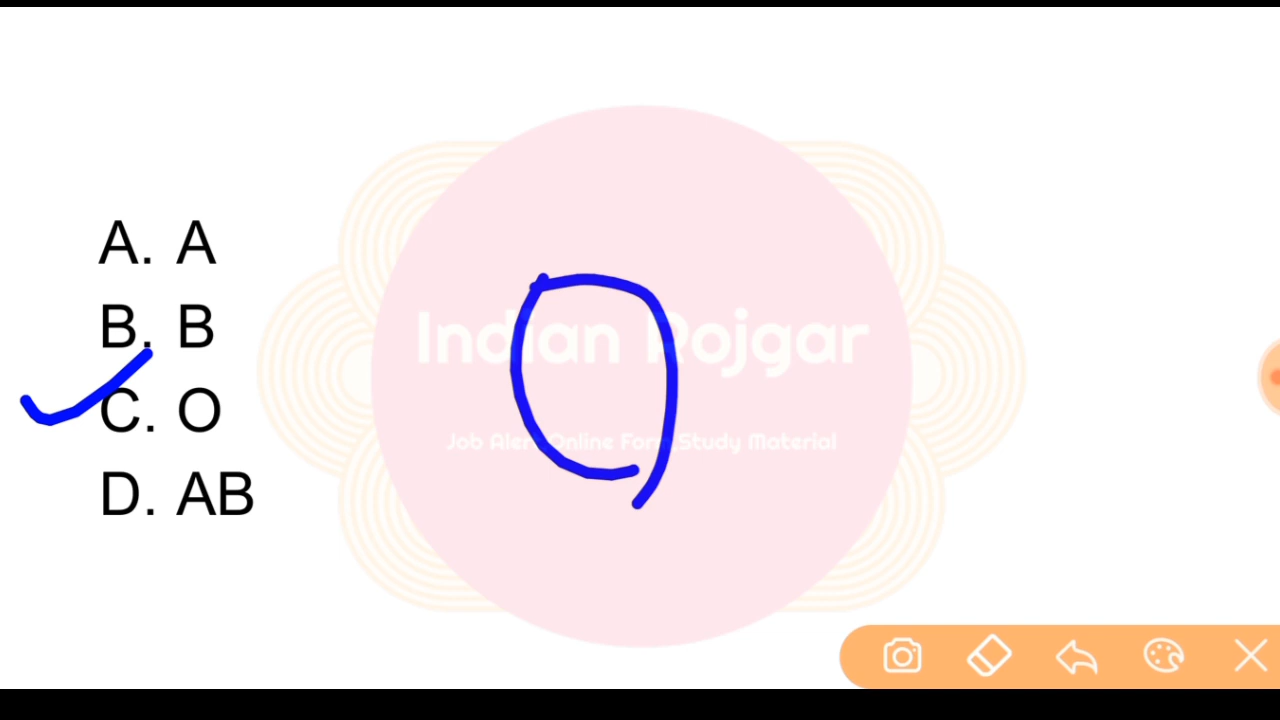 A. A
B. B
C. O
D. AB
Indian Rojgar
Job Alert Online Form Study Material
O